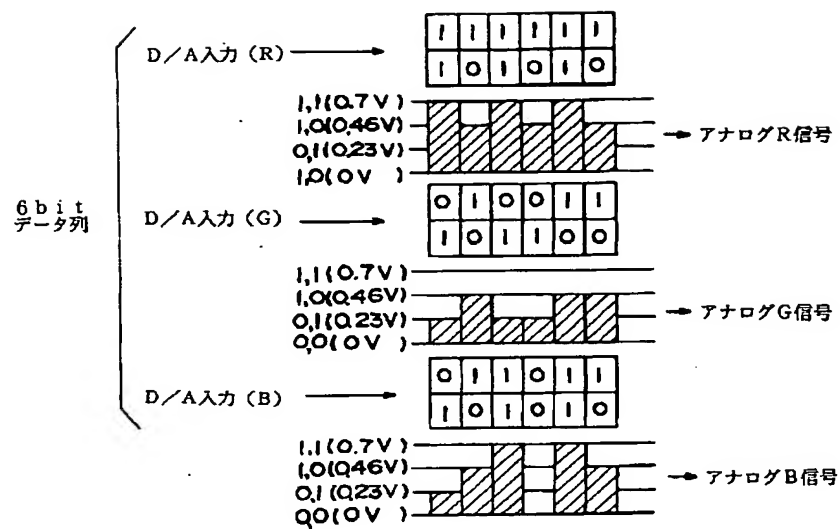 D/A入力 (R)
1 1 1 1 1 1
1 0 1 0 1 0
1,1(0.7V)
1,0(0.46V)
0,1(0.23V)
1,0(0V)
アナログR信号
6bit
データ列
D/A入力 (G)
0 1 0 0 1 1
1 0 1 1 0 0
1,1(0.7V)
1,0(0.46V)
0,1(0.23V)
0,0(0V)
アナログG信号
D/A入力 (B)
0 1 1 0 1 1
1 0 1 0 1 0
1,1(0.7V)
1,0(0.46V)
0,1(0.23V)
0,0(0V)
アナログB信号